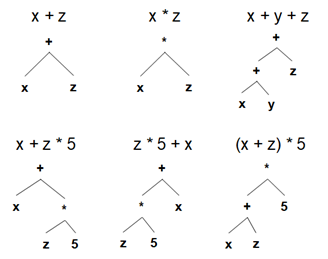 x + z
+
x z
x * z
*
x z
x + y + z
+
+ z
x y
x + z * 5
+
x *
z 5
z * 5 + x
+
* x
z 5
(x + z) * 5
*
+ 5
x z